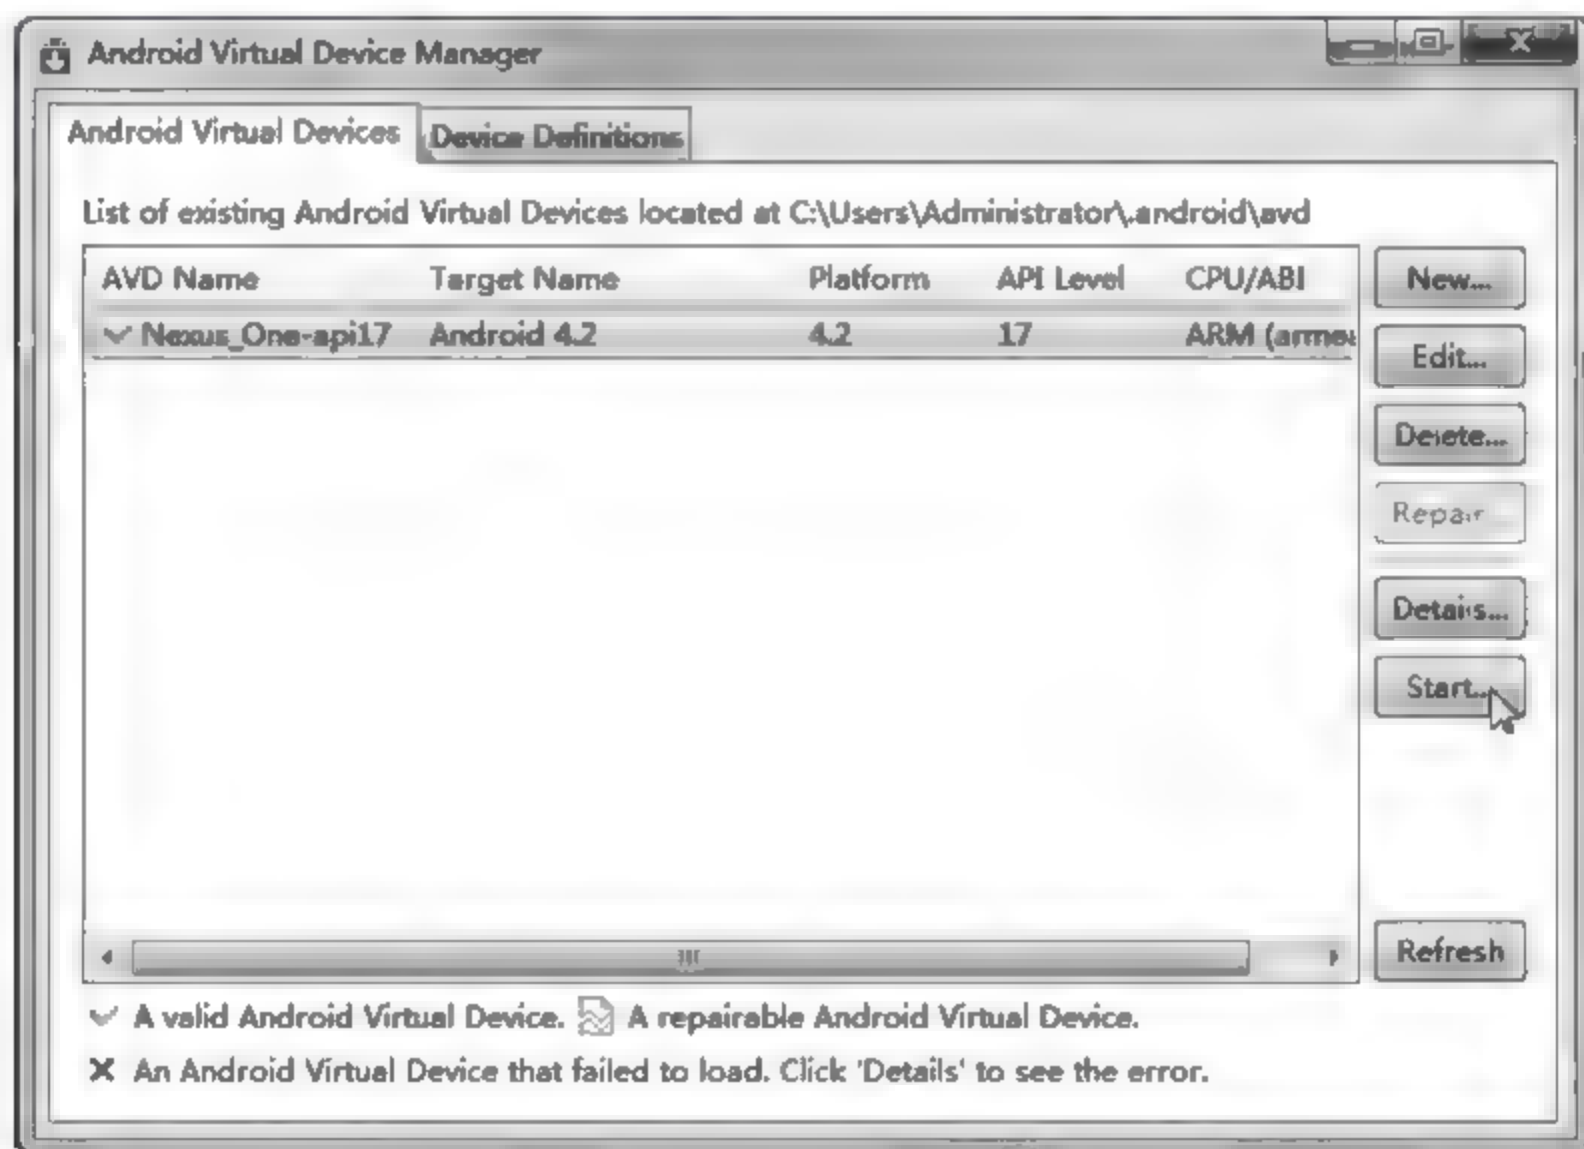 Android Virtual Device Manager
Android Virtual Devices Device Definitions
List of existing Android Virtual Devices located at C:\Users\Administrator\.android\avd
AVD Name Target Name Platform API Level CPU/ABI
Nexus_One-api17 Android 4.2 4.2 17 ARM (armea
New...
Edit...
Delete...
Repair...
Details...
Start...
Refresh
A valid Android Virtual Device. A repairable Android Virtual Device.
An Android Virtual Device that failed to load. Click 'Details' to see the error.